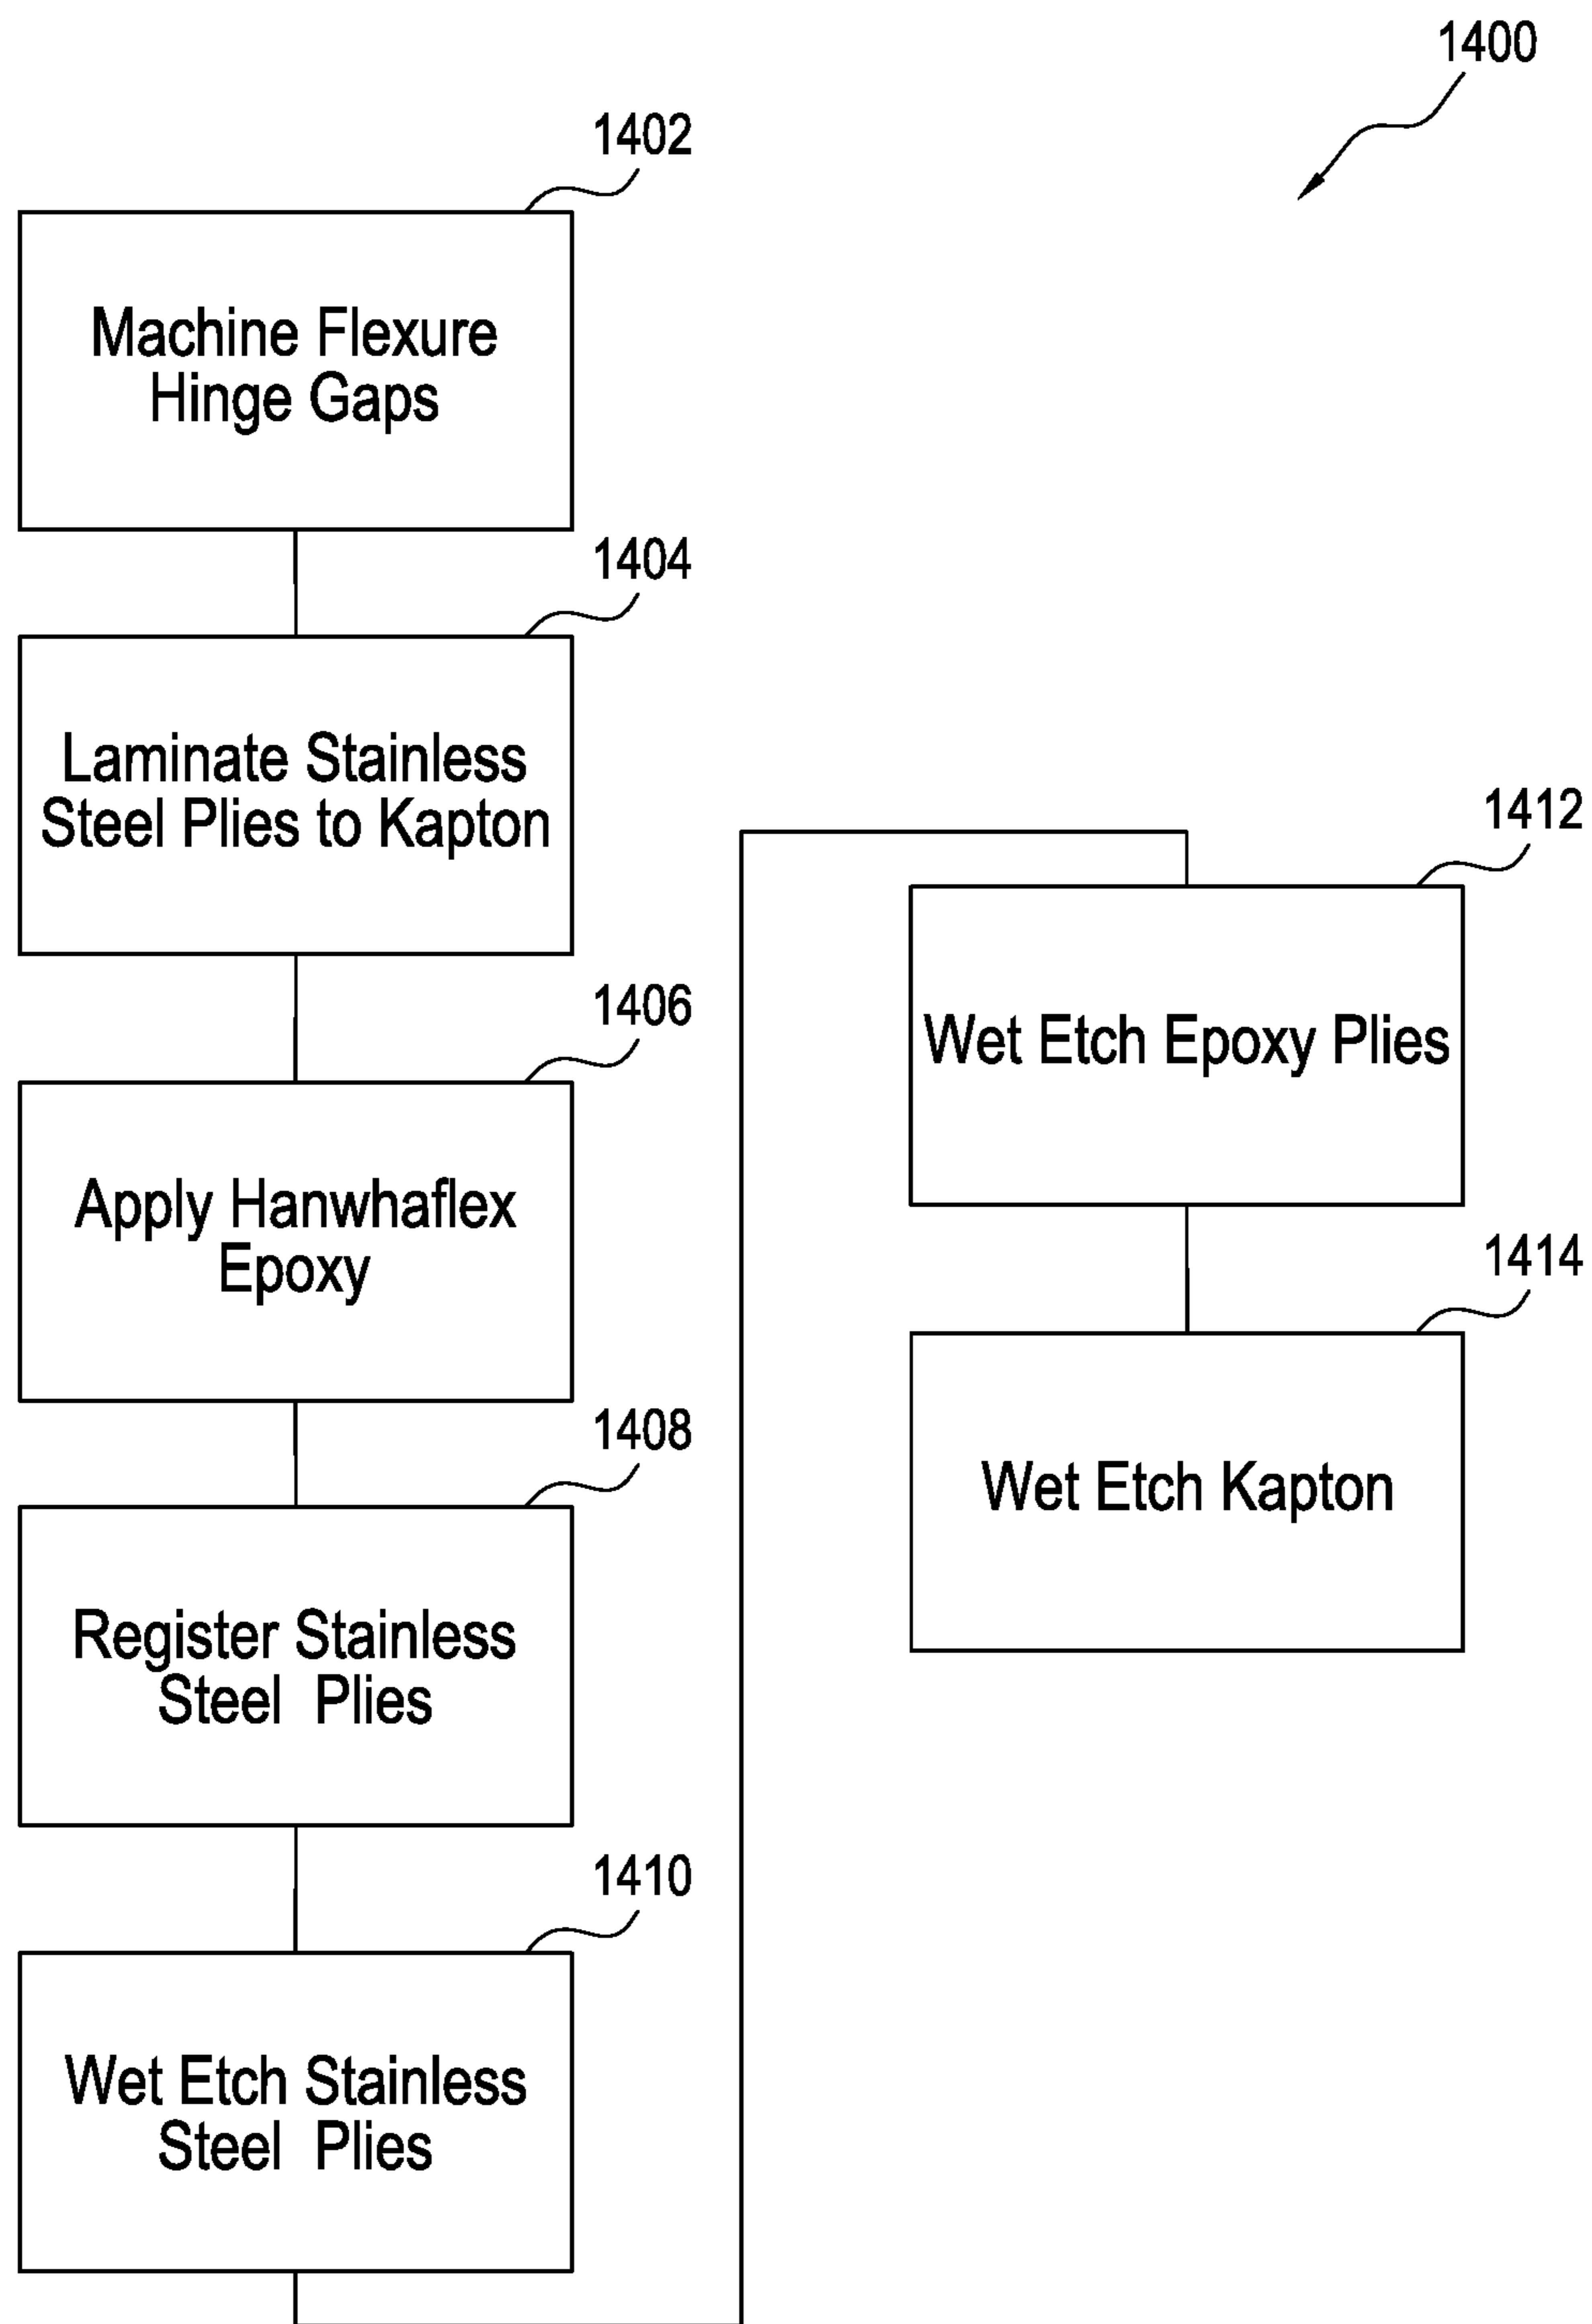 1400
1402
Machine Flexure
Hinge Gaps
1404
Laminate Stainless
Steel Plies to Kapton
1406
Apply Hanwhaflex
Epoxy
1408
Register Stainless
Steel Plies
1410
Wet Etch Stainless
Steel Plies
1412
Wet Etch Epoxy Plies
1414
Wet Etch Kapton